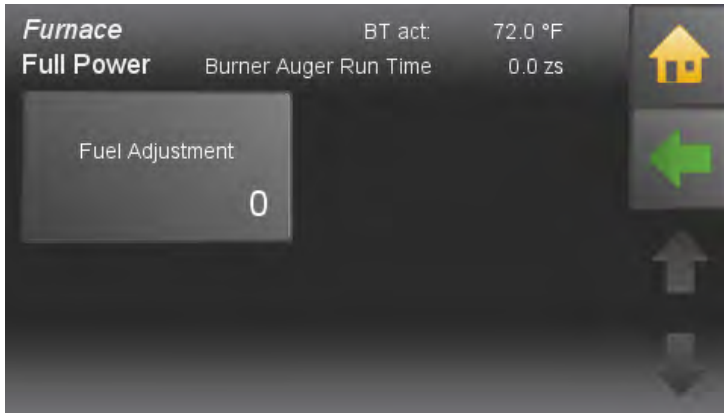 Furnace BT act: 72.0 °F
Full Power Burner Auger Run Time 0.0 zs
Fuel Adjustment
0